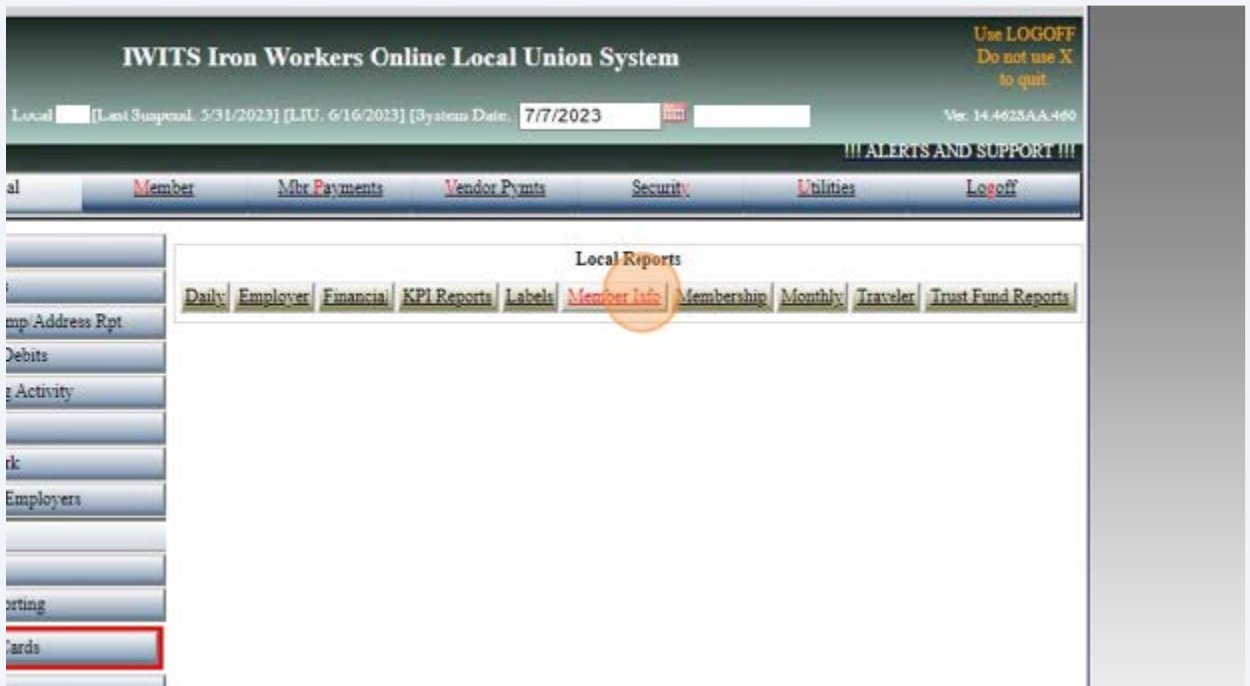 Use LOGOFF
Do not use X
to quit.
IWITS Iron Workers Online Local Union System
Local [Last Suspend. 5/31/2023] [LIU. 6/16/2023] [System Date. 7/7/2023
Ver. 14.4628AA.460
!!! ALERTS AND SUPPORT !!!
al Member Mbr Payments Vendor Pymts Security Utilities Logoff
Local Reports
Daily Employer Financial KPI Reports Labels Member Info Membership Monthly Traveler Trust Fund Reports
mp/Address Rpt
Debits
g Activity
rk
Employers
orting
Cards